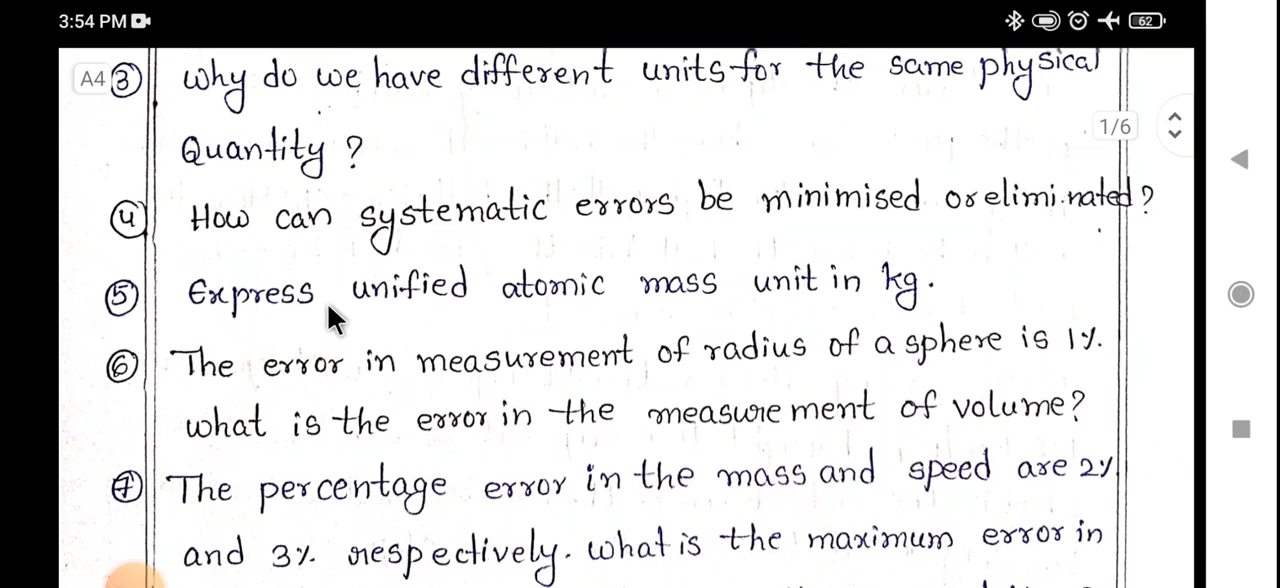 3:54 PM
62
A4
③ why do we have different units for the same physical
1/6
Quantity ?
④ How can systematic errors be minimised or elimi.nated?
⑤ Express unified atomic mass unit in kg.
⑥ The error in measurement of radius of a sphere is 1%.
what is the error in the measurement of volume?
⑦ The percentage error in the mass and speed are 2%
and 3% respectively. what is the maximum error in